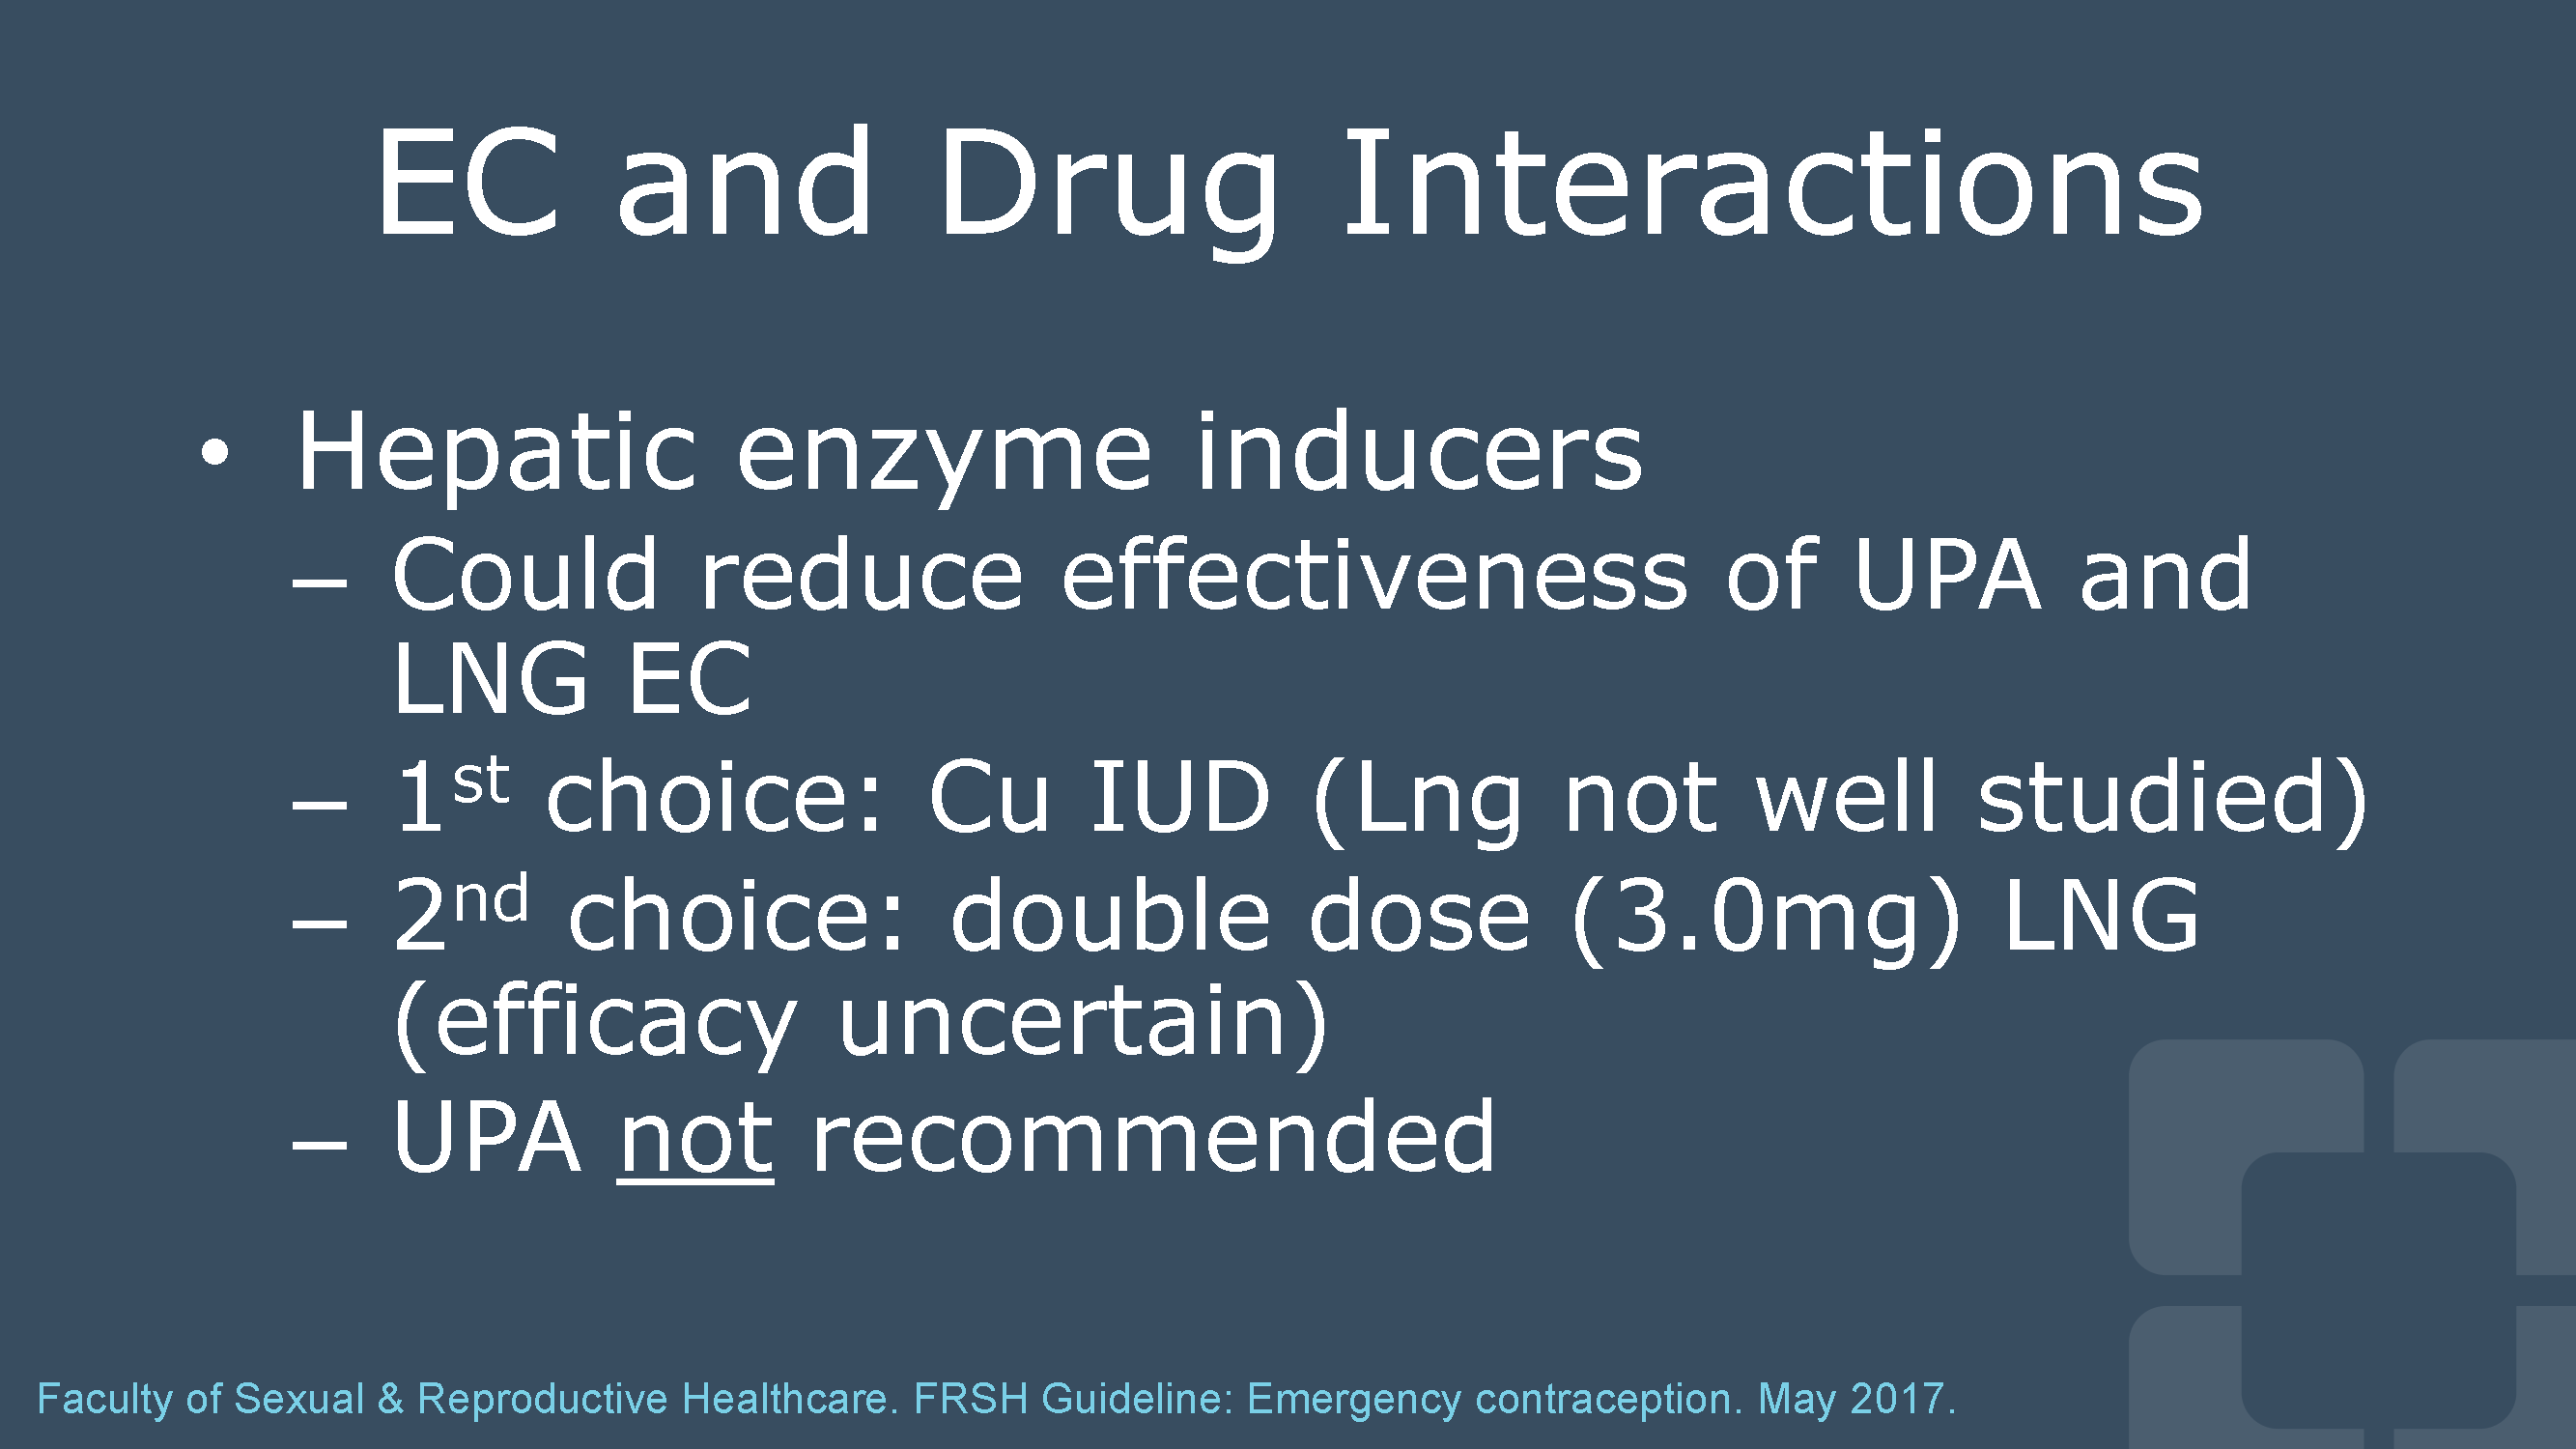 EC and Drug Interactions
• Hepatic enzyme inducers
– Could reduce effectiveness of UPA and
LNG EC
– 1st choice: Cu IUD (Lng not well studied)
– 2nd choice: double dose (3.0mg) LNG
(efficacy uncertain)
– UPA not recommended
Faculty of Sexual & Reproductive Healthcare. FRSH Guideline: Emergency contraception. May 2017.